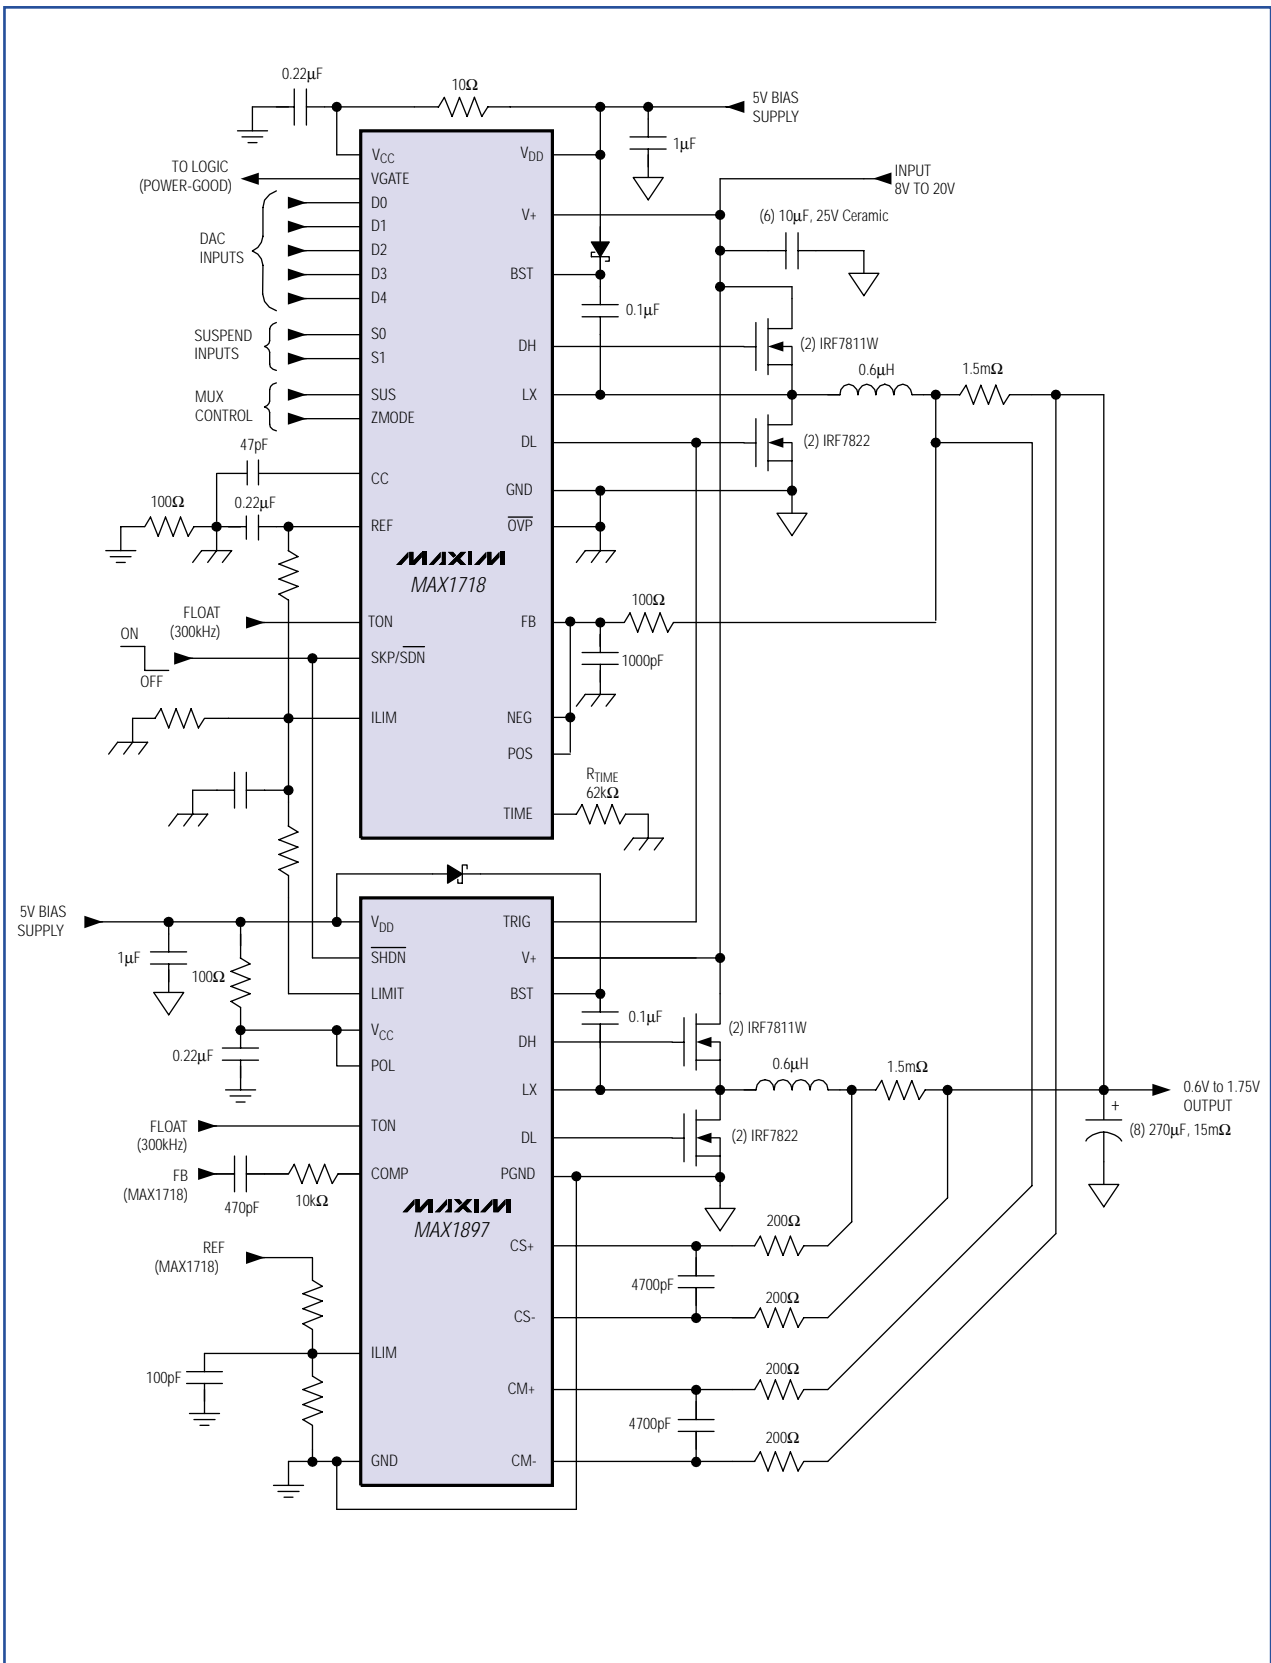 0.22µF
10Ω
5V BIAS
SUPPLY
1µF
VCC
VDD
TO LOGIC
(POWER-GOOD)
VGATE
INPUT
8V TO 20V
D0
V+
(6) 10µF, 25V Ceramic
D1
DAC
INPUTS
D2
D3
BST
D4
0.1µF
SUSPEND
INPUTS
S0
S1
DH
(2) IRF7811W
0.6µH
1.5mΩ
MUX
CONTROL
SUS
LX
ZMODE
DL
(2) IRF7822
47pF
CC
GND
100Ω
0.22µF
REF
OVP
MAXIM
MAX1718
100Ω
FLOAT
(300kHz)
TON
FB
ON
OFF
SKP/SDN
1000pF
ILIM
NEG
POS
RTIME
62kΩ
TIME
5V BIAS
SUPPLY
VDD
TRIG
1µF
SHDN
V+
100Ω
LIMIT
BST
0.1µF
VCC
DH
(2) IRF7811W
0.22µF
POL
0.6µH
1.5mΩ
LX
0.6V to 1.75V
OUTPUT
FLOAT
(300kHz)
TON
DL
(2) IRF7822
+
(8) 270µF, 15mΩ
FB
(MAX1718)
470pF
10kΩ
COMP
PGND
MAXIM
MAX1897
200Ω
REF
(MAX1718)
CS+
4700pF
200Ω
CS-
ILIM
100pF
200Ω
CM+
4700pF
200Ω
GND
CM-